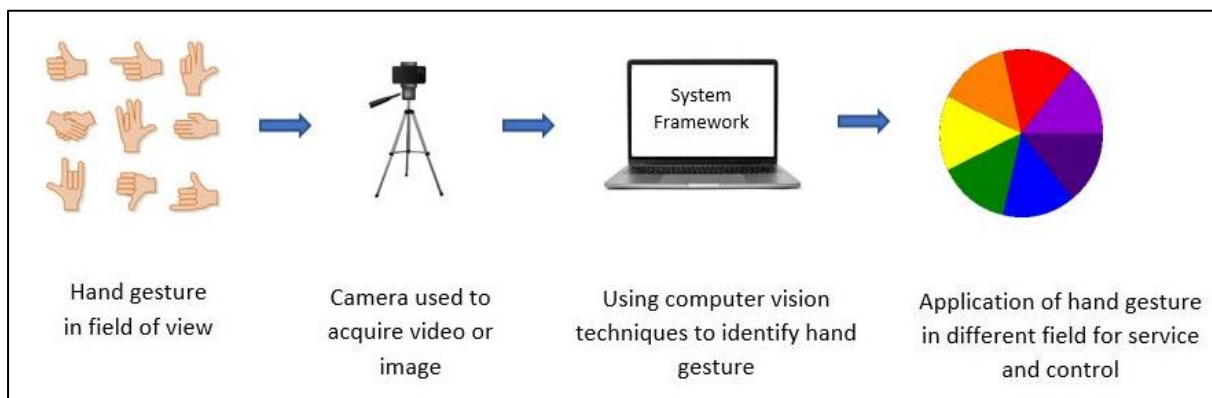 System
Framework
Hand gesture
in field of view
Camera used to
acquire video or
image
Using computer vision
techniques to identify hand
gesture
Application of hand gesture
in different field for service
and control